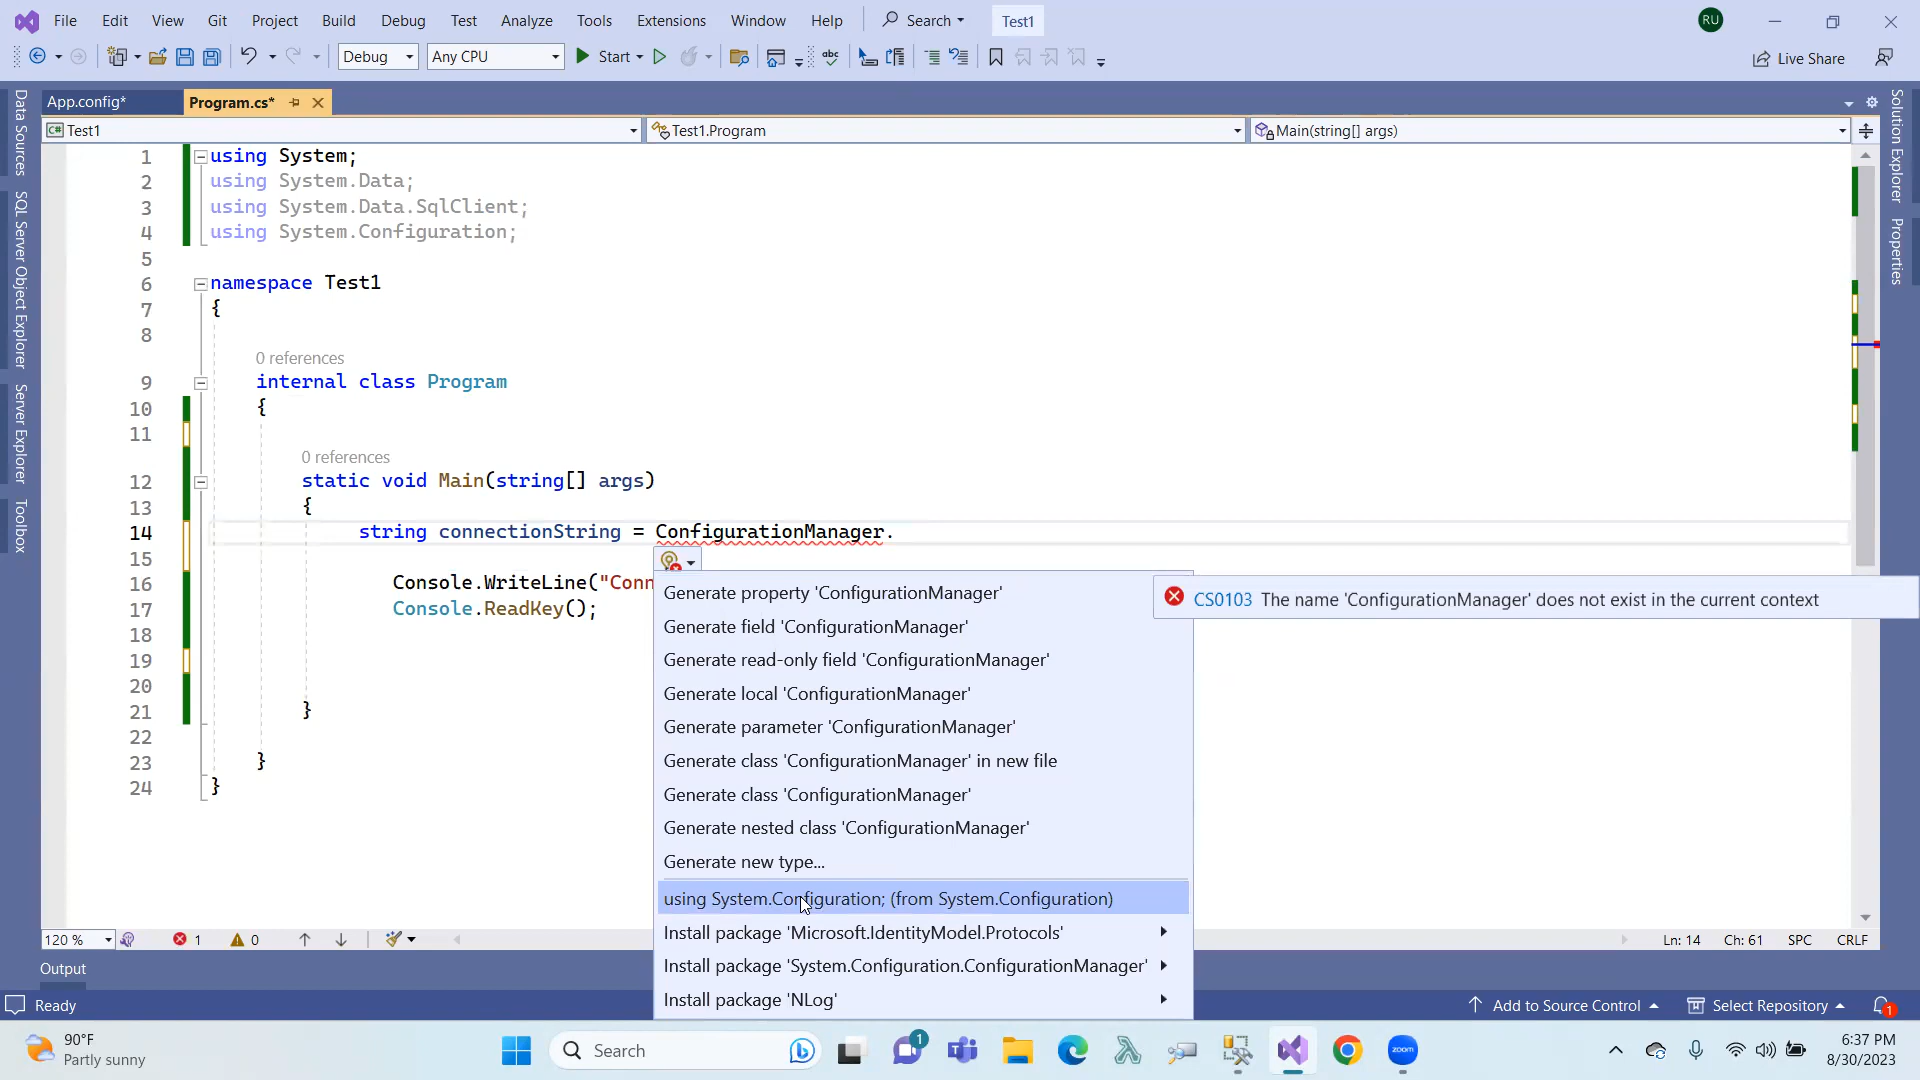 File Edit View Git Project Build Debug Test Analyze Tools Extensions Window Help Search Test1 RU
Debug Any CPU Start Live Share
App.config* Program.cs*
Test1 Test1.Program Main(string[] args)
Data Sources
SQL Server Object Explorer
Server Explorer
Toolbox
Solution Explorer
Properties
1 using System;
2 using System.Data;
3 using System.Data.SqlClient;
4 using System.Configuration;
5
6 namespace Test1
7 {
8
0 references
9 internal class Program
10 {
11
0 references
12 static void Main(string[] args)
13 {
14 string connectionString = ConfigurationManager.
15
16 Console.WriteLine("Conn
17 Console.ReadKey();
18
19
20
21 }
22
23 }
24 }
Generate property 'ConfigurationManager'
Generate field 'ConfigurationManager'
Generate read-only field 'ConfigurationManager'
Generate local 'ConfigurationManager'
Generate parameter 'ConfigurationManager'
Generate class 'ConfigurationManager' in new file
Generate class 'ConfigurationManager'
Generate nested class 'ConfigurationManager'
Generate new type...
using System.Configuration; (from System.Configuration)
Install package 'Microsoft.IdentityModel.Protocols'
Install package 'System.Configuration.ConfigurationManager'
Install package 'NLog'
CS0103 The name 'ConfigurationManager' does not exist in the current context
120 % 1 0 Ln: 14 Ch: 61 SPC CRLF
Output
Ready Add to Source Control Select Repository 1
90°F
Partly sunny
Search
1
zoom
6:37 PM
8/30/2023